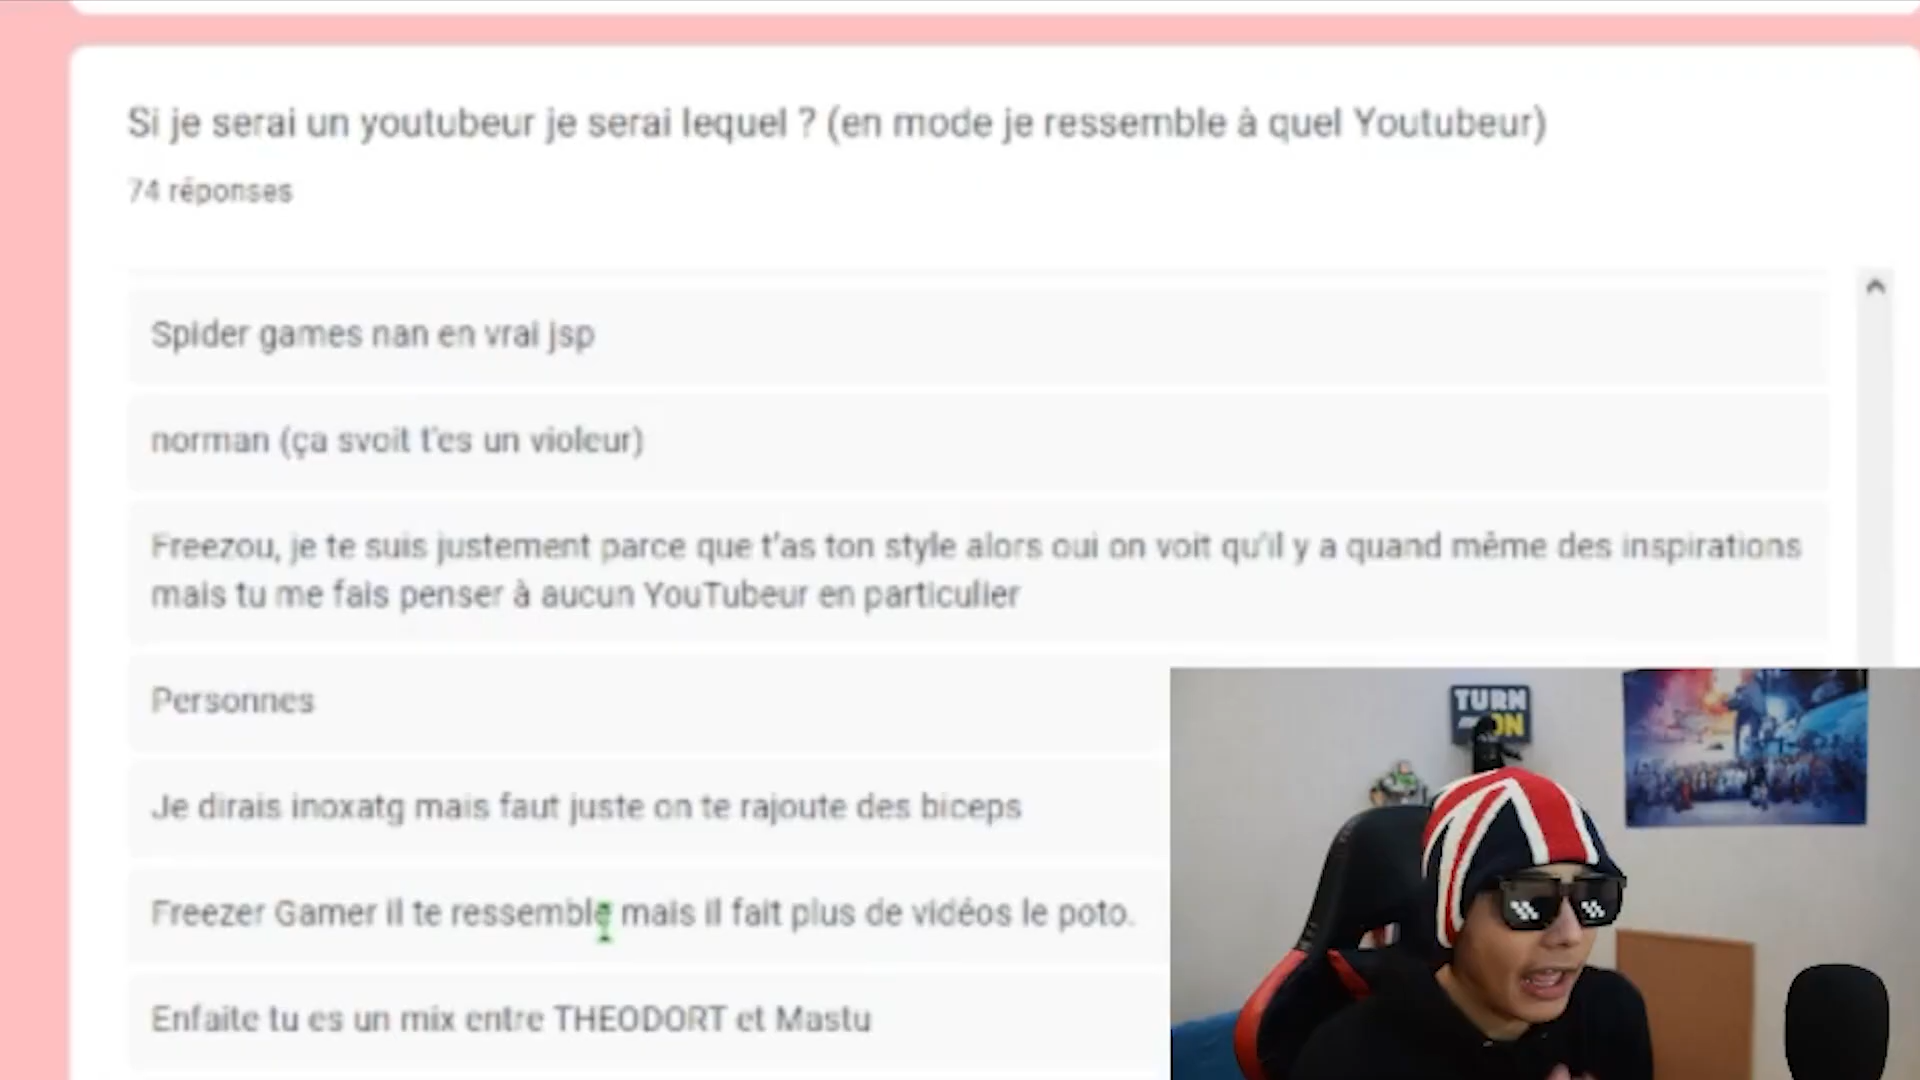 Si je serai un youtubeur je serai lequel ? (en mode je ressemble à quel Youtubeur)
74 réponses
Spider games nan en vrai jsp
norman (ça svoit t'es un violeur)
Freezou, je te suis justement parce que t'as ton style alors oui on voit qu'il y a quand même des inspirations
mais tu me fais penser à aucun YouTubeur en particulier
Personnes
Je dirais inoxatg mais faut juste on te rajoute des biceps
Freezer Gamer il te ressemble mais il fait plus de vidéos le poto.
Enfaite tu es un mix entre THEODORT et Mastu
TURN
ON